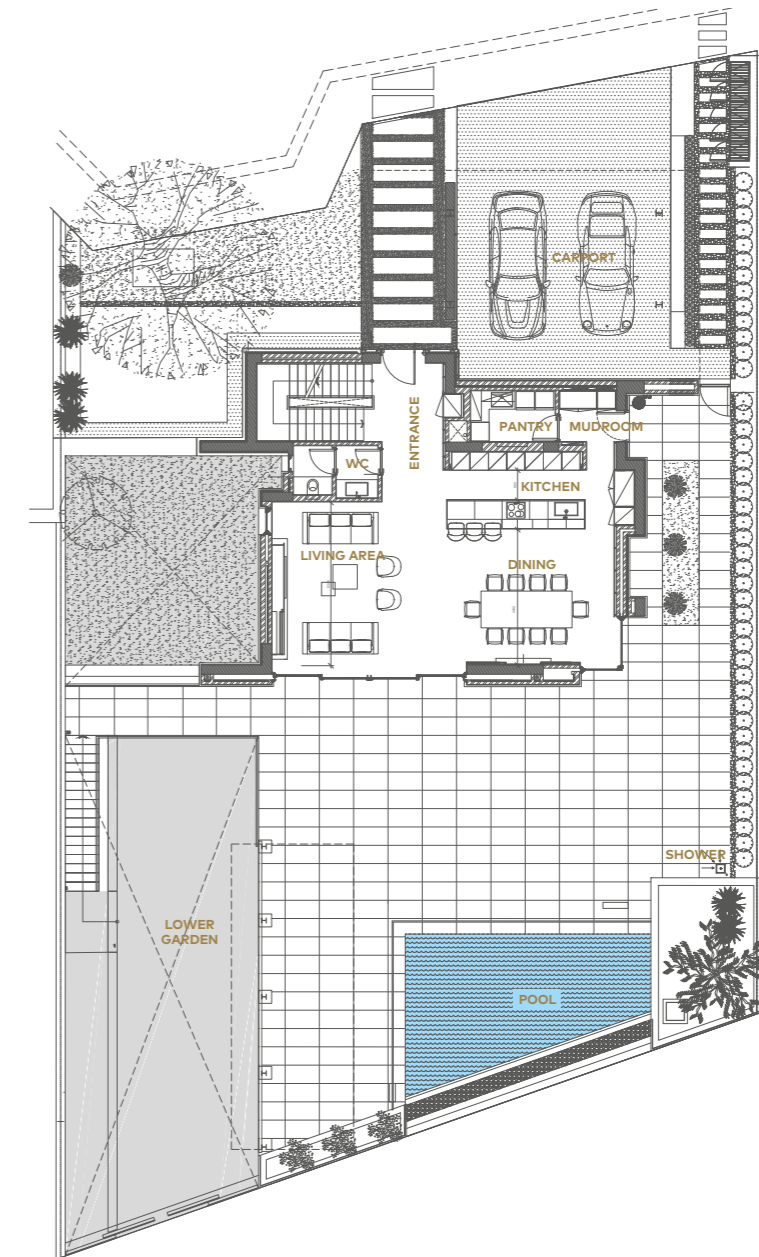 CARPORT
ENTRANCE
PANTRY
MUDROOM
WC
KITCHEN
LIVING AREA
DINING
SHOWER
LOWER
GARDEN
POOL